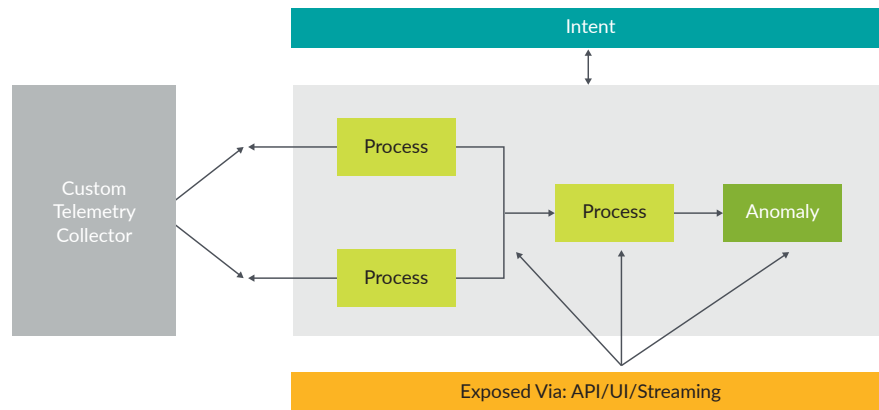 Intent
Custom
Telemetry
Collector
Process
Process
Process
Anomaly
Exposed Via: API/UI/Streaming